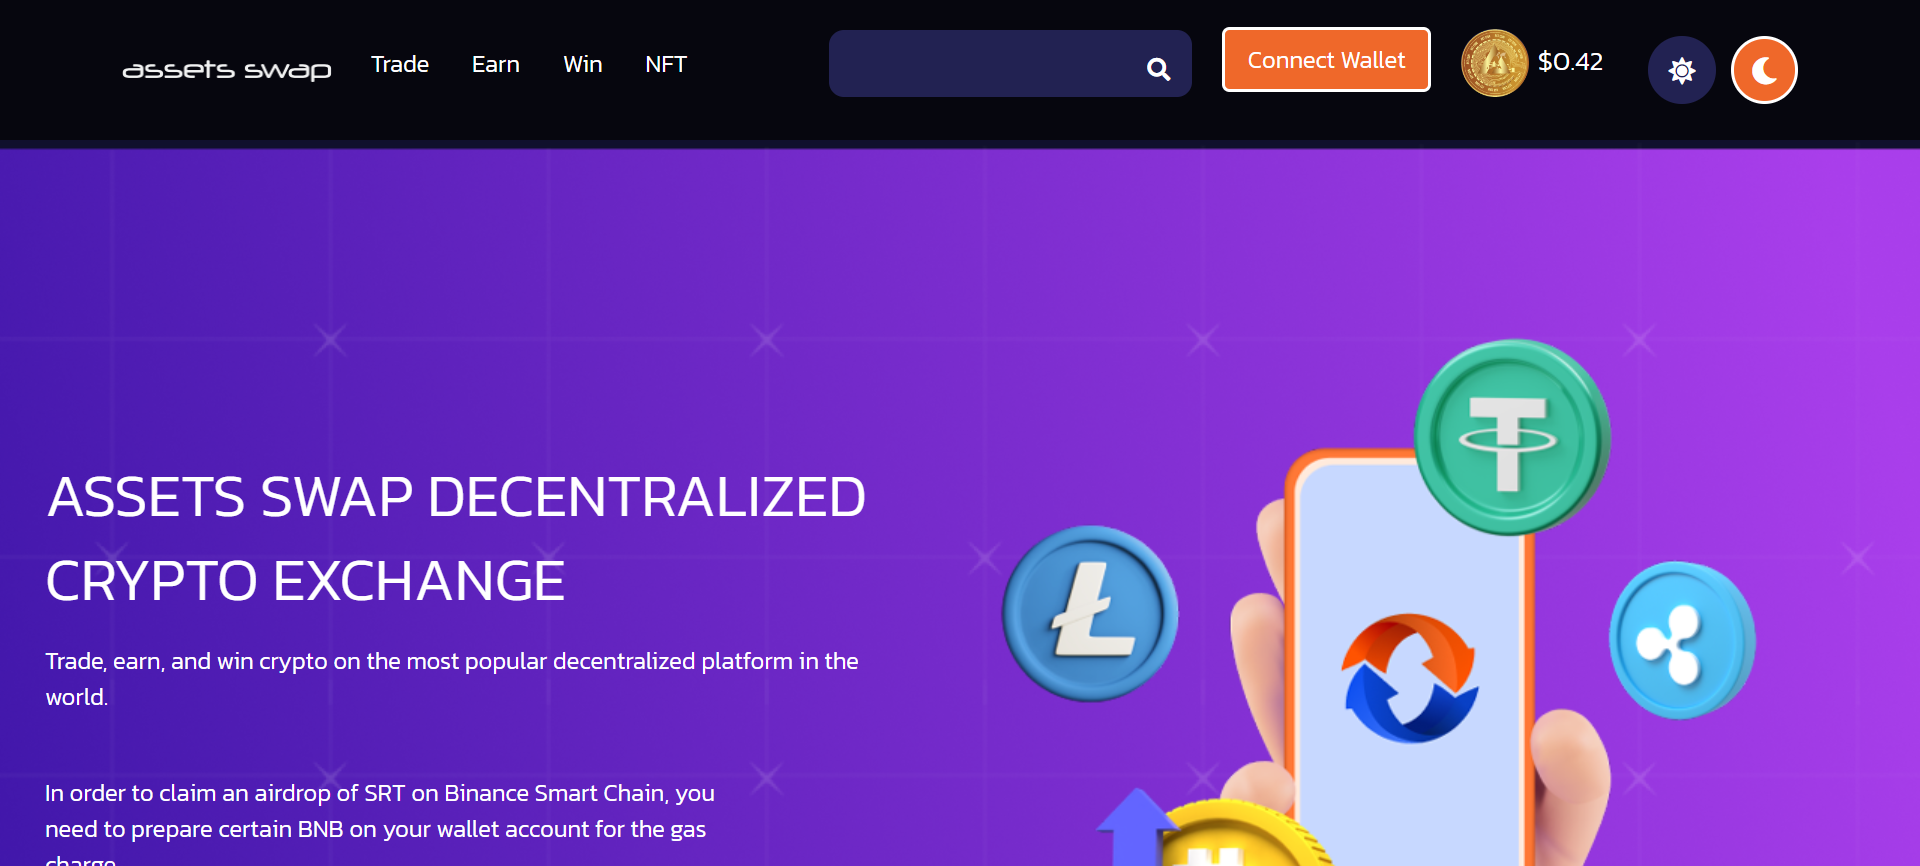 assets swap Trade Earn Win NFT Connect Wallet $0.42
ASSETS SWAP DECENTRALIZED
CRYPTO EXCHANGE
Trade, earn, and win crypto on the most popular decentralized platform in the
world.
In order to claim an airdrop of SRT on Binance Smart Chain, you
need to prepare certain BNB on your wallet account for the gas
charge